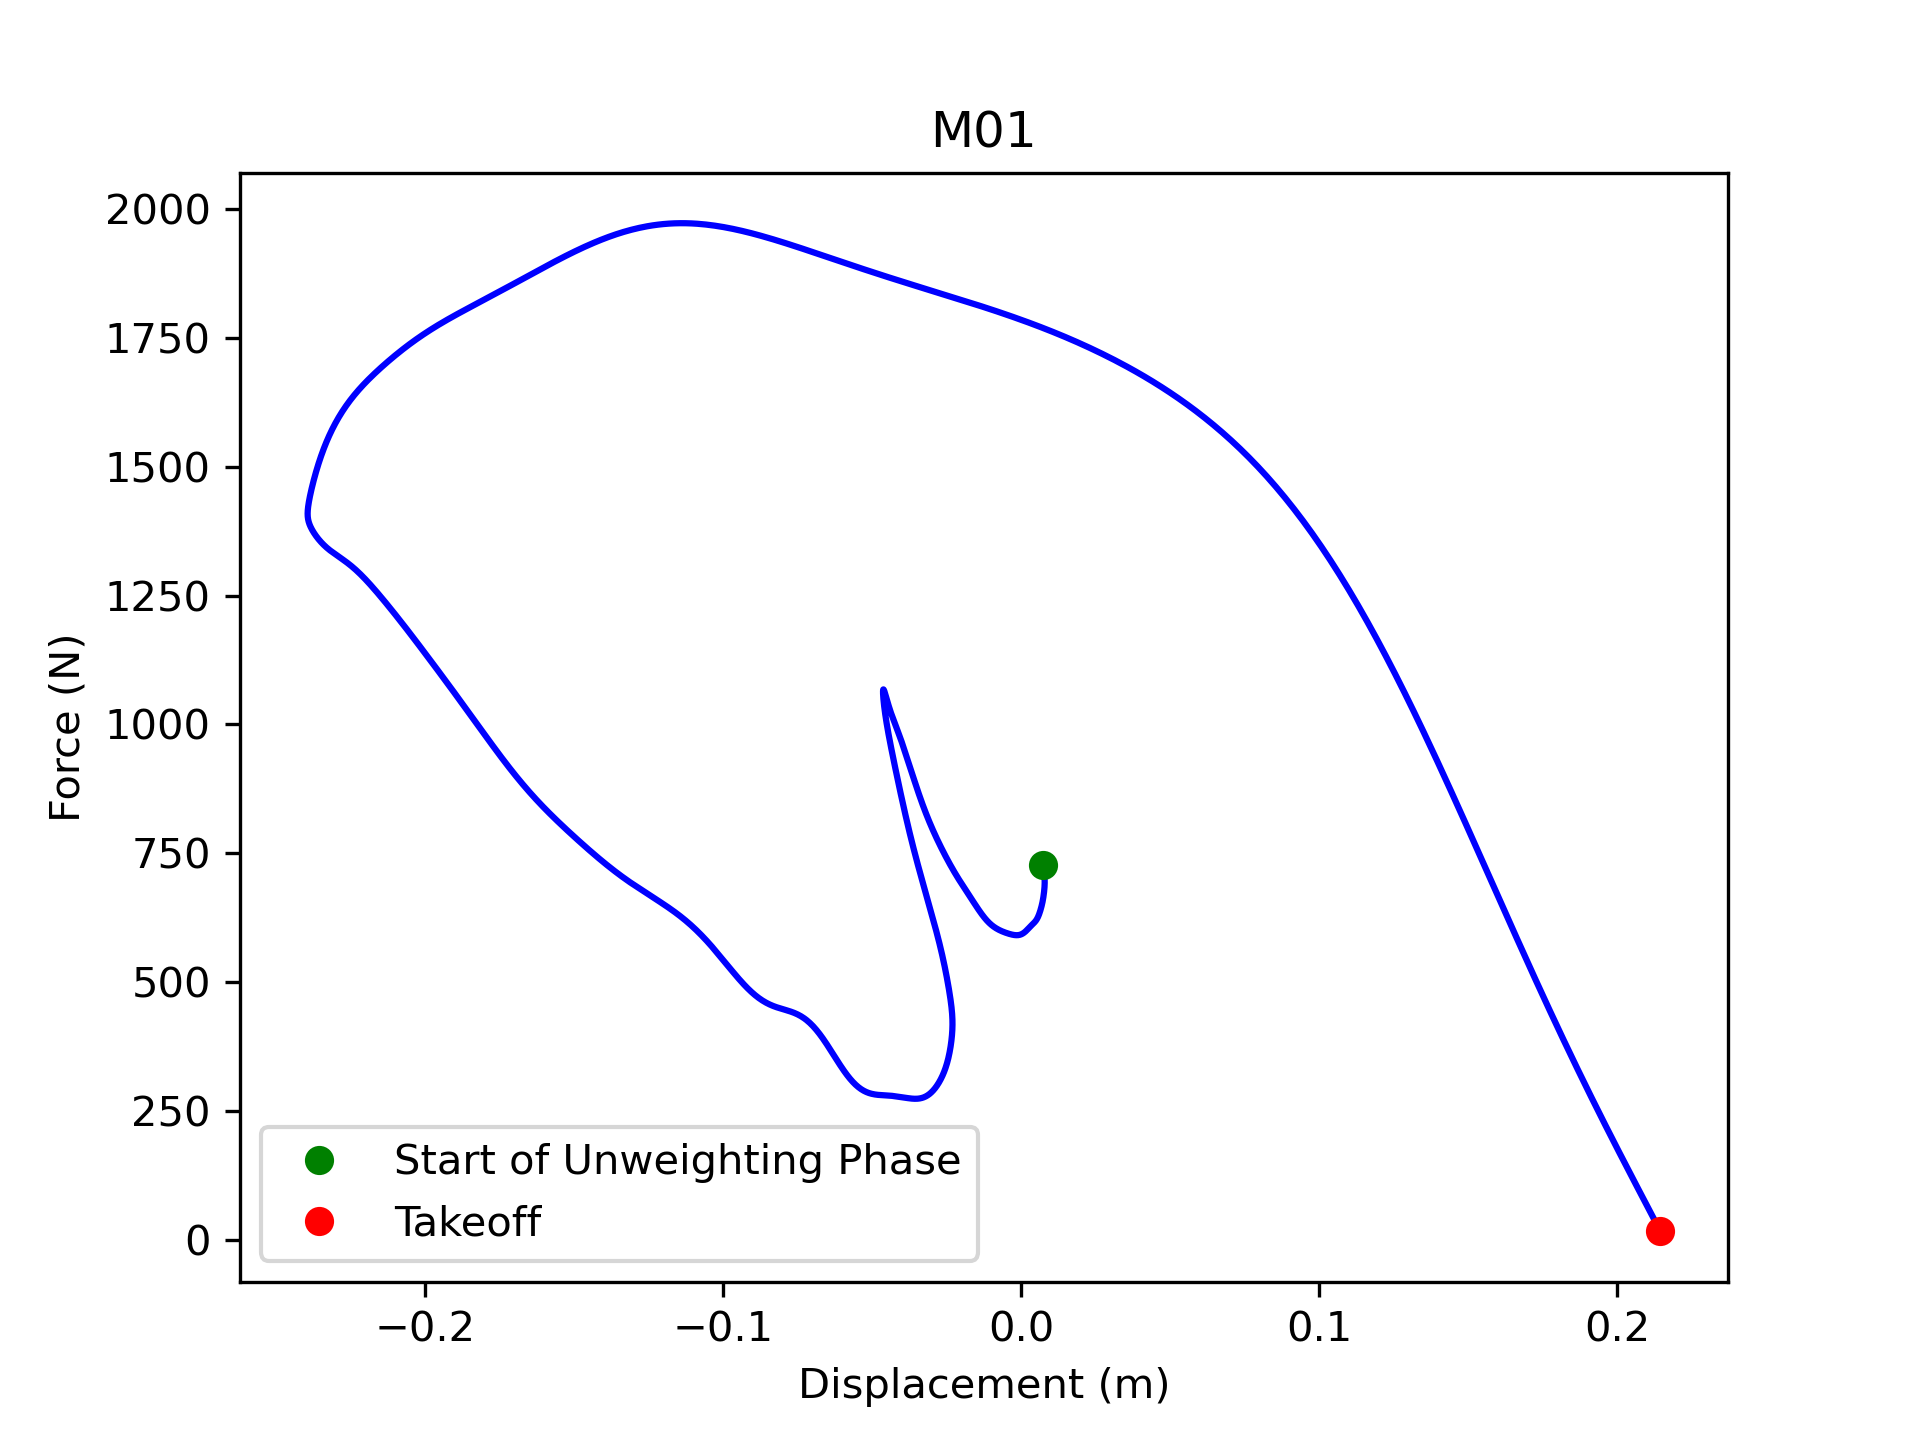 M01
2000
1750
1500
1250
1000
750
500
250
0
Force (N)
Start of Unweighting Phase
Takeoff
−0.2 −0.1 0.0 0.1 0.2
Displacement (m)